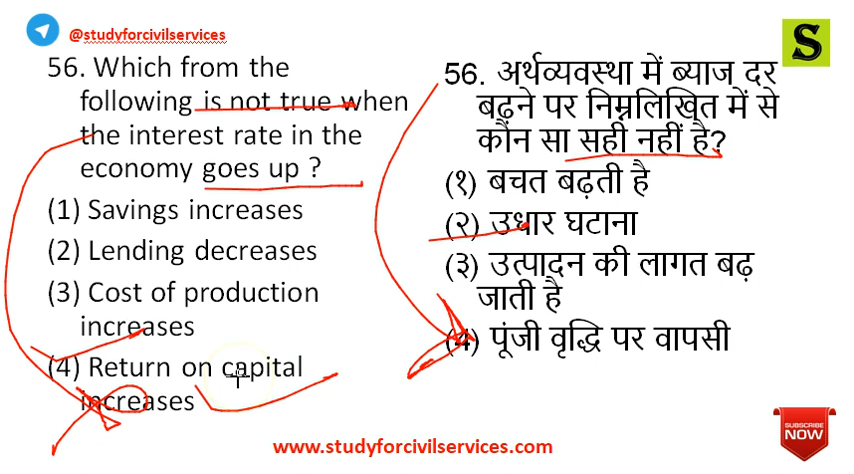 @studyforcivilservices
S
56. Which from the
following is not true when
the interest rate in the
economy goes up ?
(1) Savings increases
(2) Lending decreases
(3) Cost of production
increases
(4) Return on capital
increases
56. अर्थव्यवस्था में ब्याज दर
बढ़ने पर निम्नलिखित में से
कौन सा सही नहीं है?
(१) बचत बढ़ती है
(२) उधार घटाना
(३) उत्पादन की लागत बढ़
जाती है
(४) पूंजी वृद्धि पर वापसी
www.studyforcivilservices.com
SUBSCRIBE
NOW